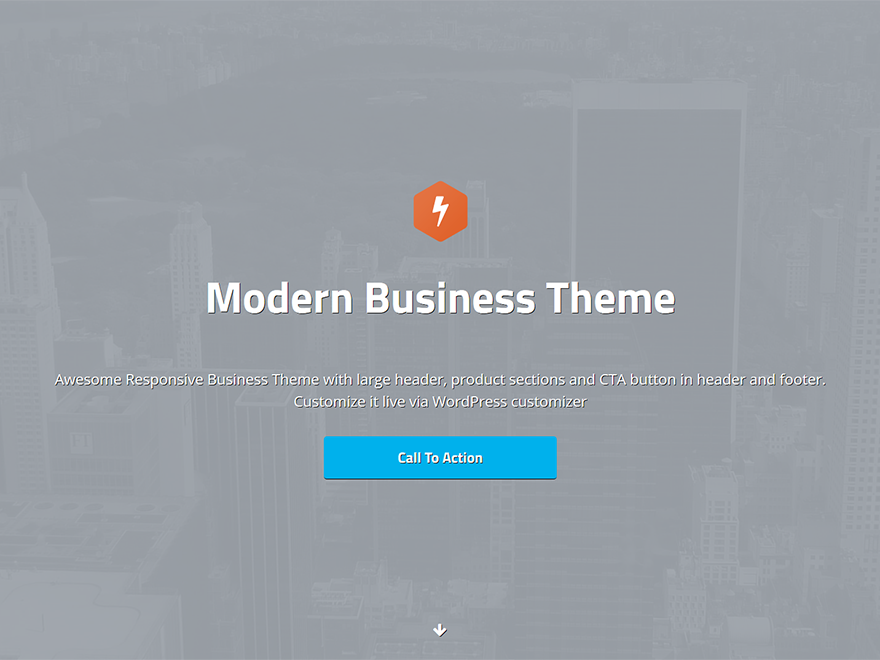 Modern Business Theme
Awesome Responsive Business Theme with large header, product sections and CTA button in header and footer.
Customize it live via WordPress customizer
Call To Action